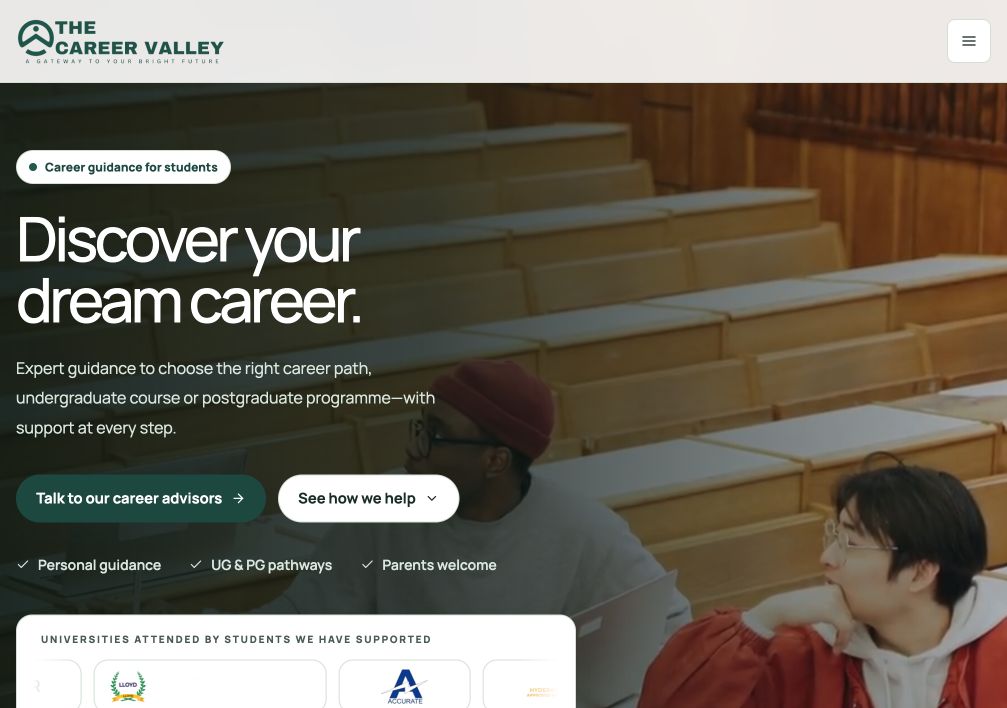 THE
CAREER VALLEY
A GATEWAY TO YOUR BRIGHT FUTURE
Career guidance for students
Discover your
dream career.
Expert guidance to choose the right career path,
undergraduate course or postgraduate programme—with
support at every step.
Talk to our career advisors
See how we help
Personal guidance
UG & PG pathways
Parents welcome
UNIVERSITIES ATTENDED BY STUDENTS WE HAVE SUPPORTED
LLOYD
ACCURATE